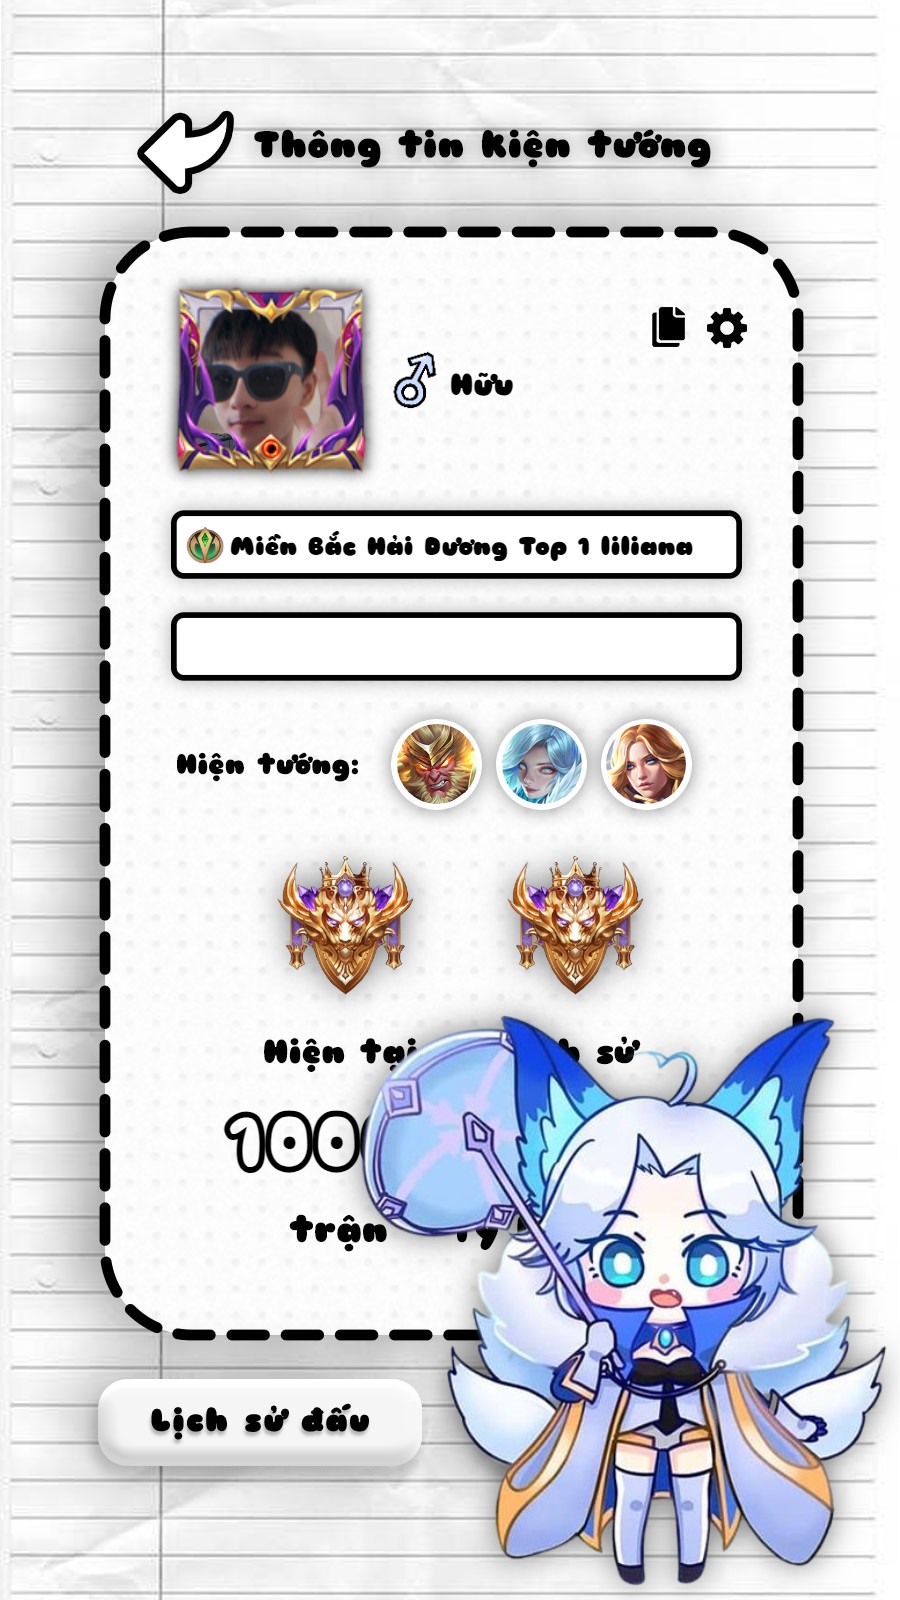 Thông tin kiện tướng
Hữu
Miền Bắc Hải Dương Top 1 liliana
Hiện tướng:
Hiện tại sử
trận
Lịch sử đấu